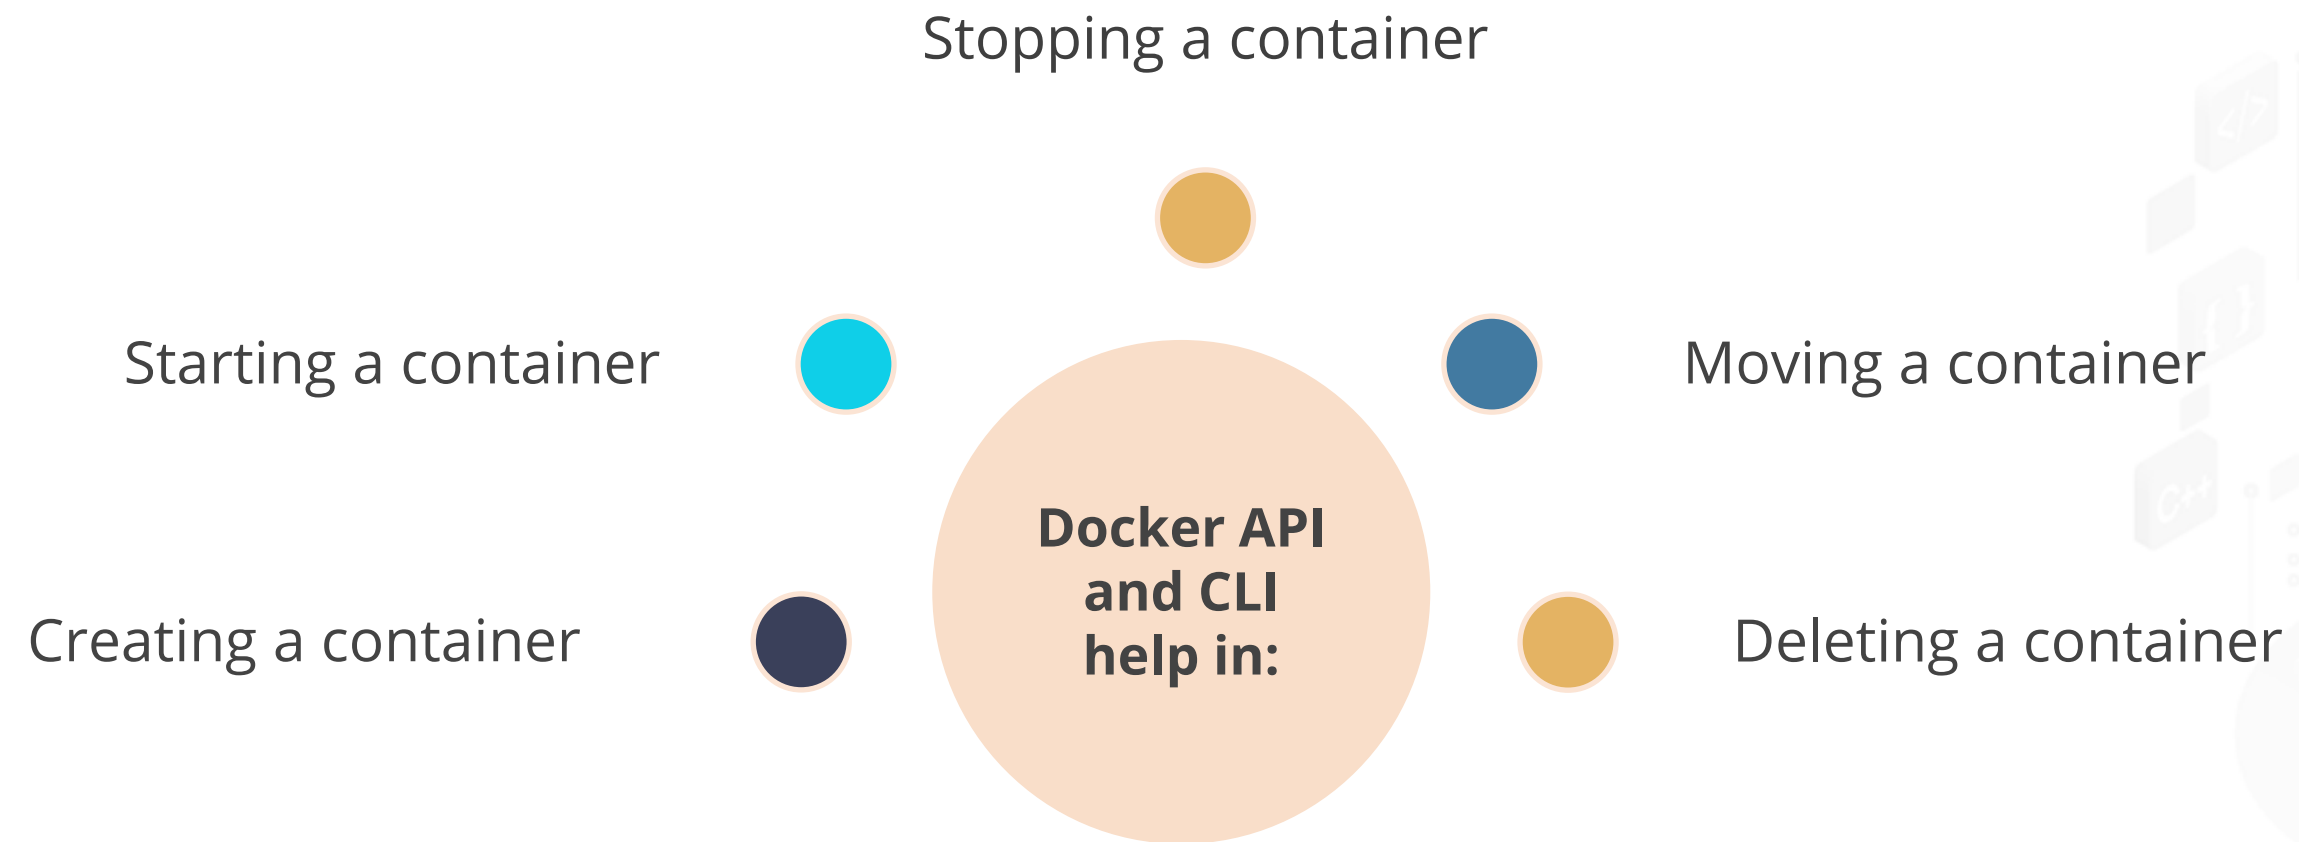 Stopping a container
Starting a container
Moving a container
Docker API
and CLI
help in:
Creating a container
Deleting a container
</>
{ }
C++